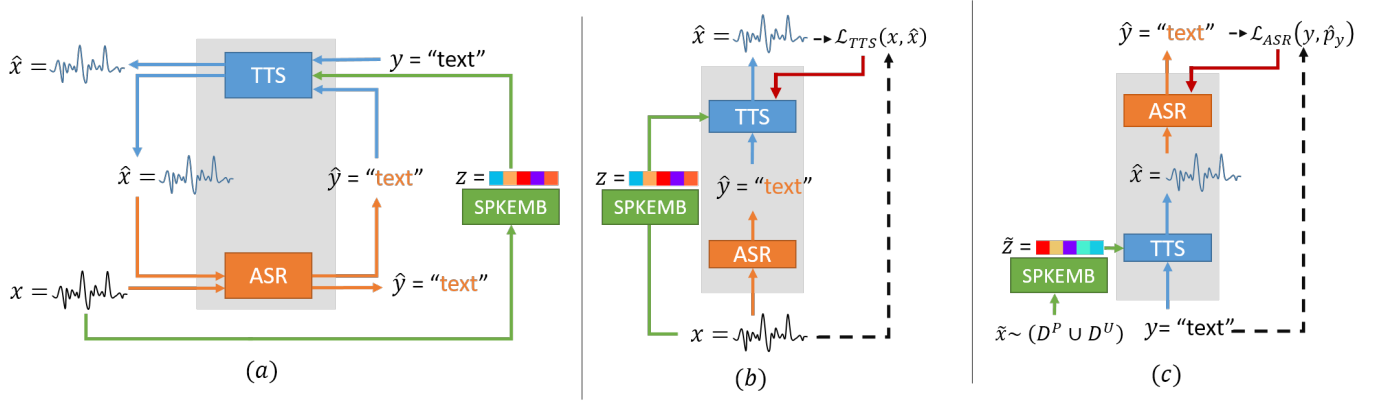 x̂ =
TTS
y = "text"
x̂ =
ŷ = "text"
z =
SPKEMB
x =
ASR
ŷ = "text"
(a)
x̂ =
ℒ_TTS(x, x̂)
TTS
z =
SPKEMB
ŷ = "text"
ASR
x =
(b)
ŷ = "text"
ℒ_ASR(y, p̂_y)
ASR
x̂ =
z̃ =
TTS
SPKEMB
x̃~ (D^P ∪ D^U)
y= "text"
(c)